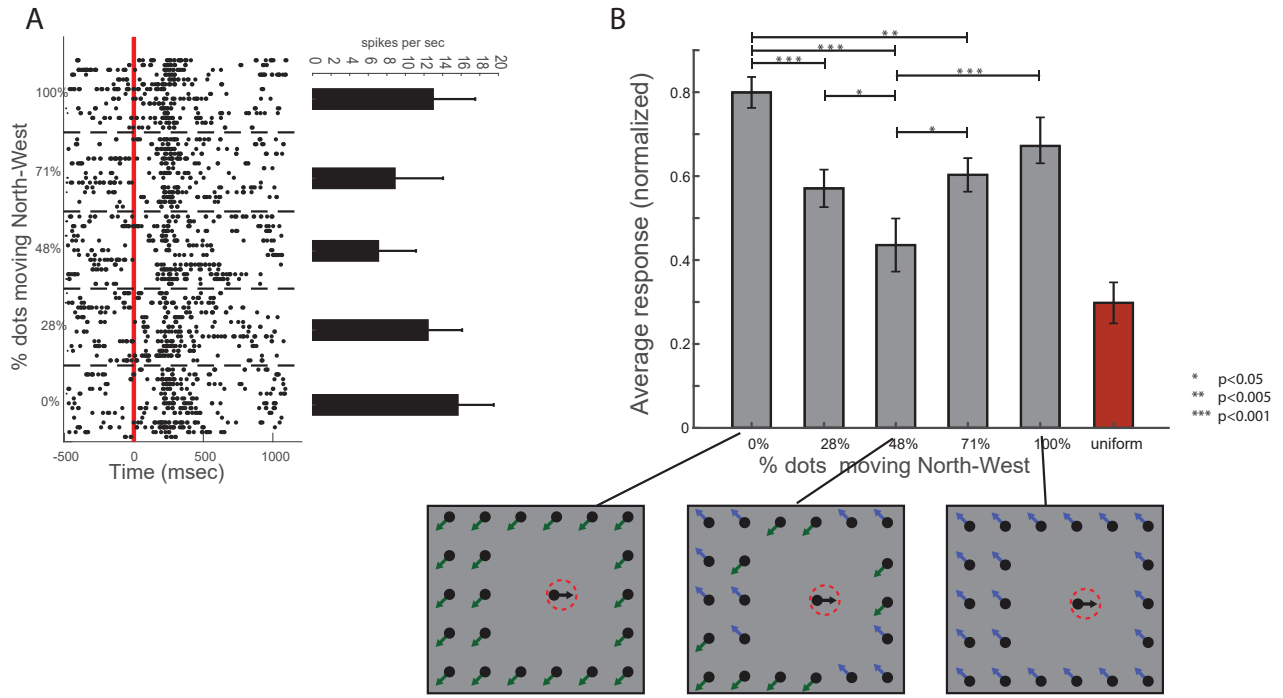 A
spikes per sec
0 2 4 6 8 10 12 14 16 18 20
% dots moving North-West
100%
71%
48%
28%
0%
-500 0 500 1000
Time (msec)
B
Average response (normalized)
0.8
0.6
0.4
0.2
0
**
***
***
***
*
*
0% 28% 48% 71% 100% uniform
% dots moving North-West
* p<0.05
** p<0.005
*** p<0.001